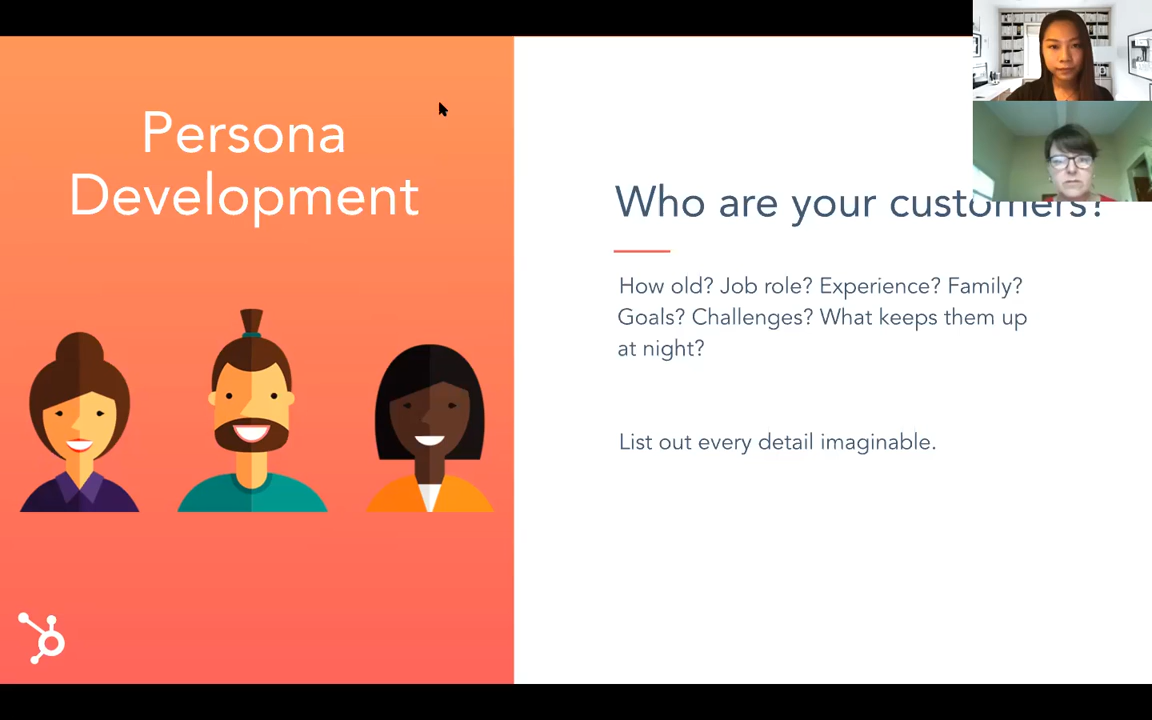 Persona
Development
Who are your customers?
How old? Job role? Experience? Family?
Goals? Challenges? What keeps them up
at night?
List out every detail imaginable.